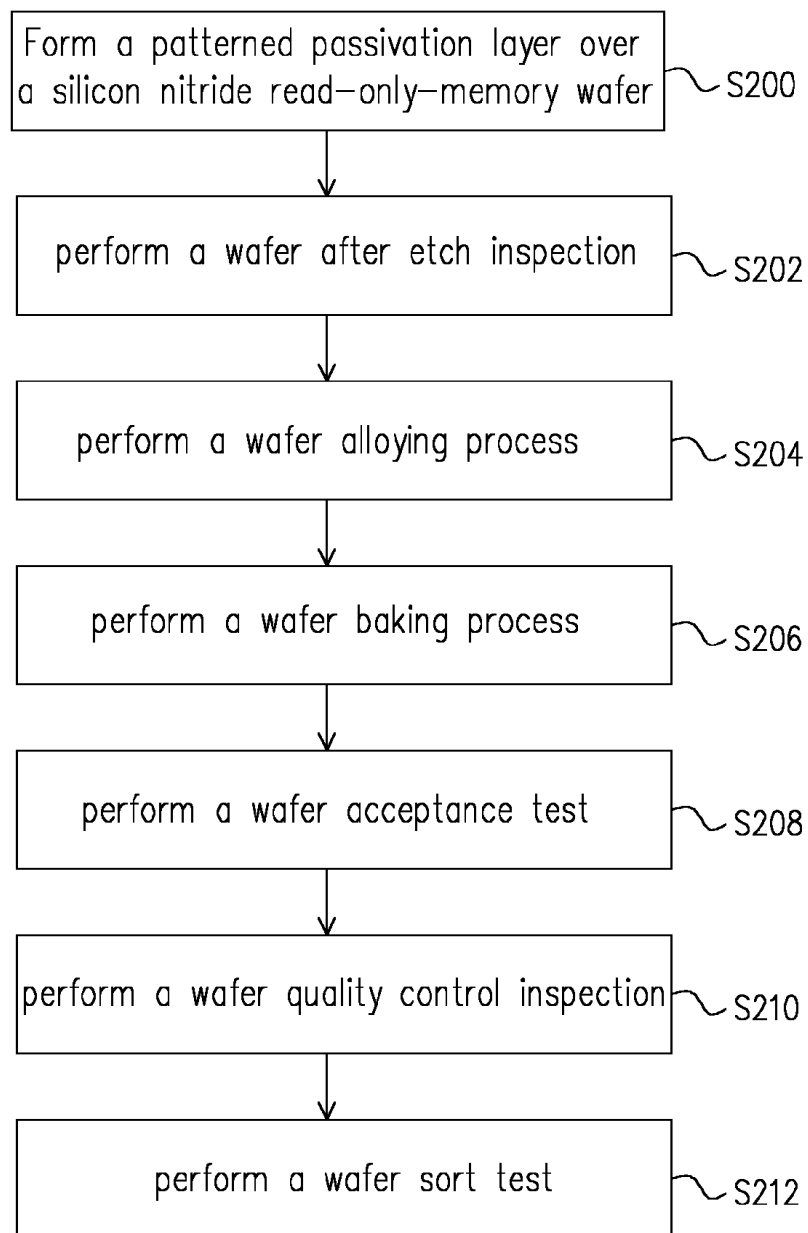 Form a patterned passivation layer over
a silicon nitride read-only-memory wafer
S200
perform a wafer after etch inspection
S202
perform a wafer alloying process
S204
perform a wafer baking process
S206
perform a wafer acceptance test
S208
perform a wafer quality control inspection
S210
perform a wafer sort test
S212